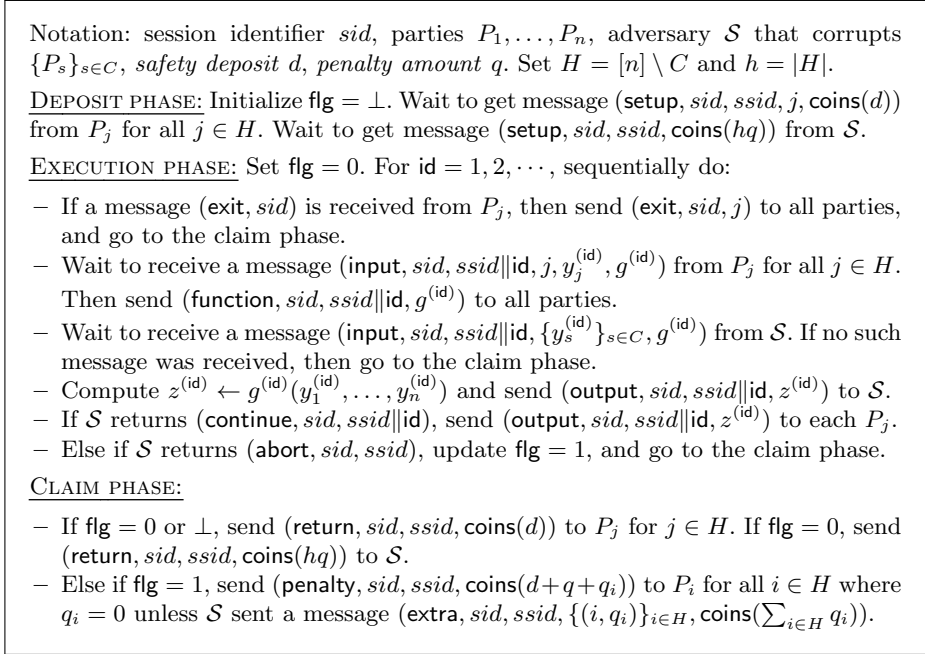 Notation: session identifier sid, parties P₁, . . . , Pₙ, adversary 𝒮 that corrupts
{Pₛ}ₛ∈C, safety deposit d, penalty amount q. Set H = [n] \ C and h = |H|.
DEPOSIT PHASE: Initialize flg = ⊥. Wait to get message (setup, sid, ssid, j, coins(d))
from Pⱼ for all j ∈ H. Wait to get message (setup, sid, ssid, coins(hq)) from 𝒮.
EXECUTION PHASE: Set flg = 0. For id = 1, 2, · · · , sequentially do:
– If a message (exit, sid) is received from Pⱼ, then send (exit, sid, j) to all parties,
and go to the claim phase.
– Wait to receive a message (input, sid, ssid‖id, j, y_j^(id), g^(id)) from Pⱼ for all j ∈ H.
Then send (function, sid, ssid‖id, g^(id)) to all parties.
– Wait to receive a message (input, sid, ssid‖id, {y_s^(id)}_{s∈C}, g^(id)) from 𝒮. If no such
message was received, then go to the claim phase.
– Compute z^(id) ← g^(id)(y_1^(id), . . . , y_n^(id)) and send (output, sid, ssid‖id, z^(id)) to 𝒮.
– If 𝒮 returns (continue, sid, ssid‖id), send (output, sid, ssid‖id, z^(id)) to each Pⱼ.
– Else if 𝒮 returns (abort, sid, ssid), update flg = 1, and go to the claim phase.
CLAIM PHASE:
– If flg = 0 or ⊥, send (return, sid, ssid, coins(d)) to Pⱼ for j ∈ H. If flg = 0, send
(return, sid, ssid, coins(hq)) to 𝒮.
– Else if flg = 1, send (penalty, sid, ssid, coins(d+q+qᵢ)) to Pᵢ for all i ∈ H where
qᵢ = 0 unless 𝒮 sent a message (extra, sid, ssid, {(i, qᵢ)}_{i∈H}, coins(∑_{i∈H} qᵢ)).